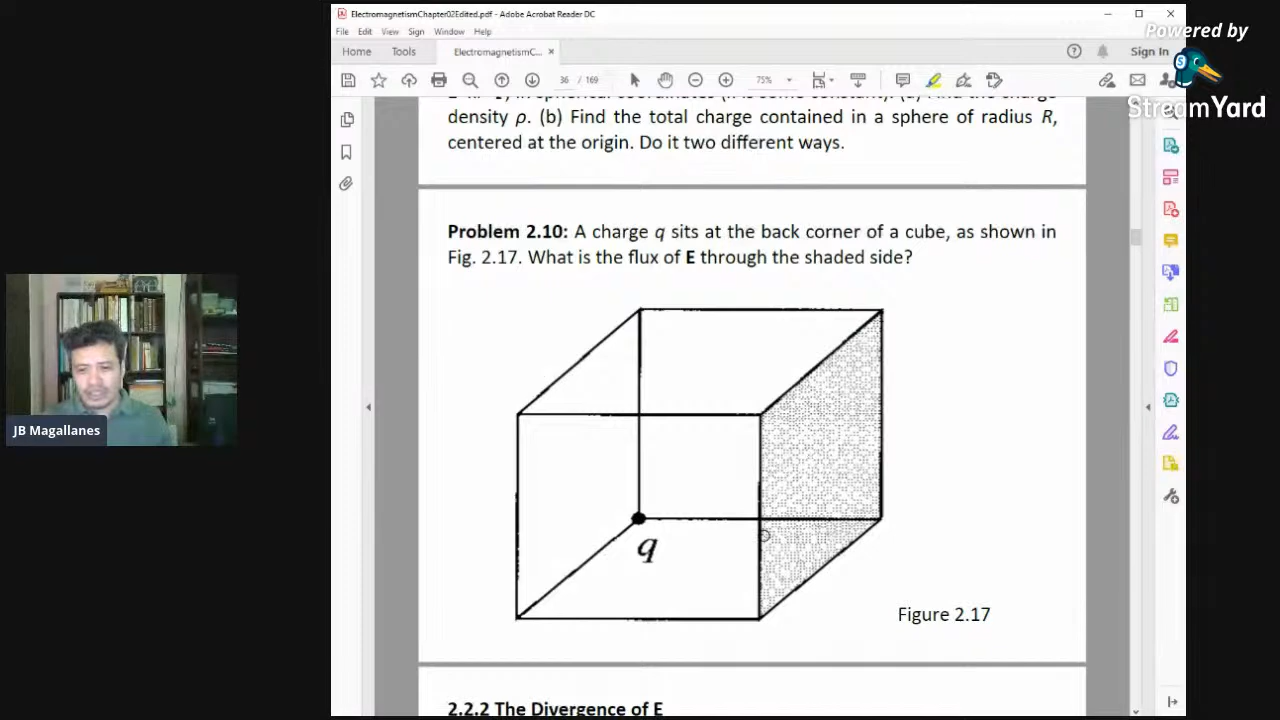 ElectromagnetismChapter02Edited.pdf - Adobe Acrobat Reader DC
Powered by
File Edit View Sign Window Help
Home Tools ElectromagnetismC... Sign In
36 / 169 75%
StreamYard
density ρ. (b) Find the total charge contained in a sphere of radius R,
centered at the origin. Do it two different ways.
Problem 2.10: A charge q sits at the back corner of a cube, as shown in
Fig. 2.17. What is the flux of E through the shaded side?
JB Magallanes
q
Figure 2.17
2.2.2 The Divergence of E